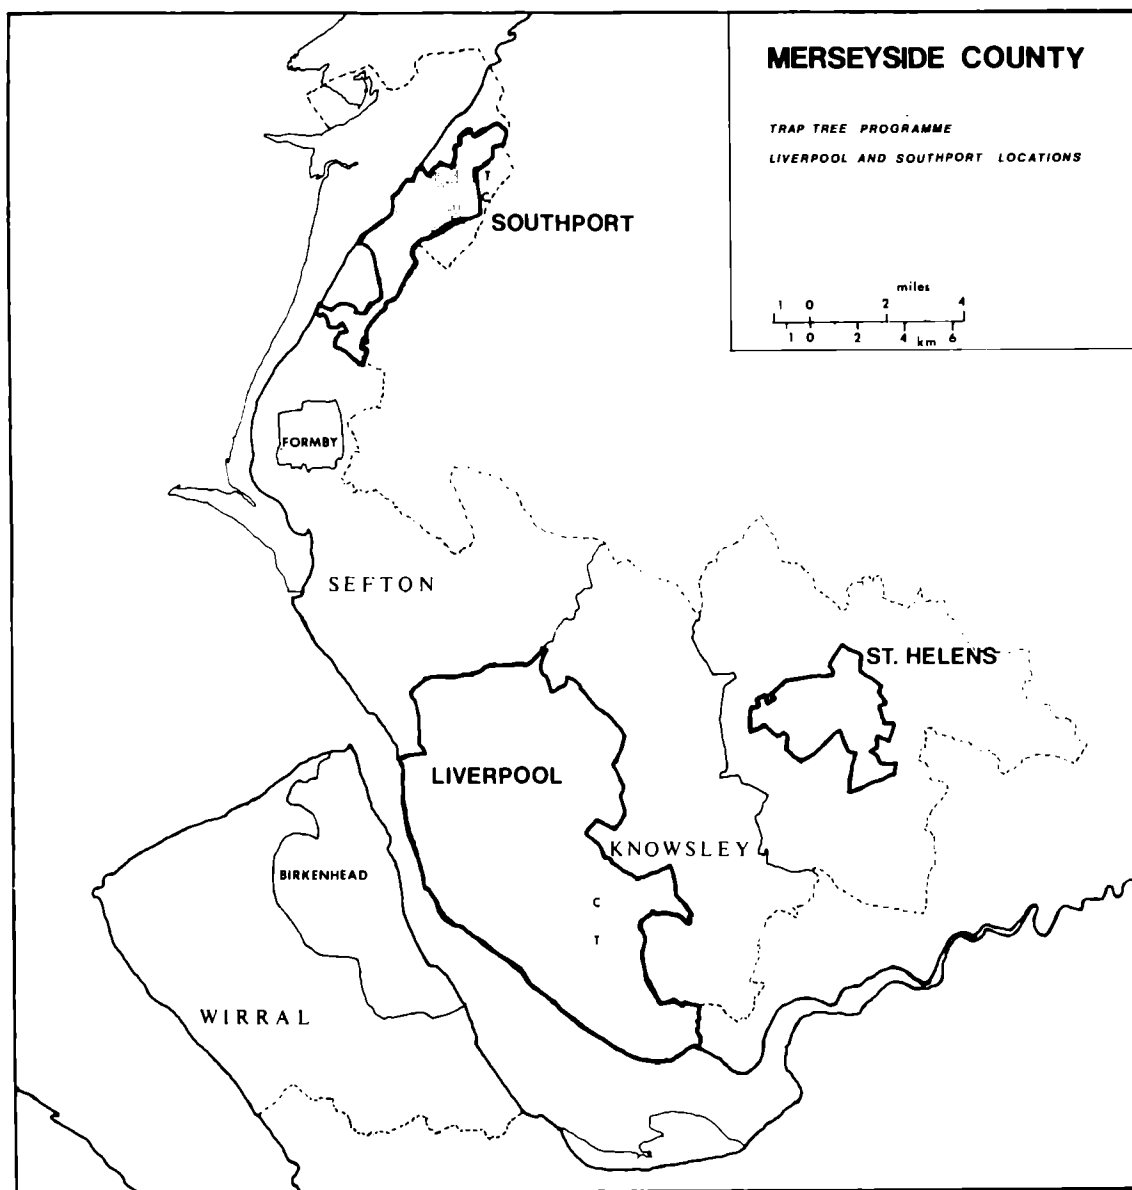 MERSEYSIDE COUNTY
TRAP TREE PROGRAMME
LIVERPOOL AND SOUTHPORT LOCATIONS
miles
1 0 2 4
1 0 2 4 km 6
T
C
SOUTHPORT
FORMBY
SEFTON
ST. HELENS
LIVERPOOL
KNOWSLEY
BIRKENHEAD
C
T
WIRRAL